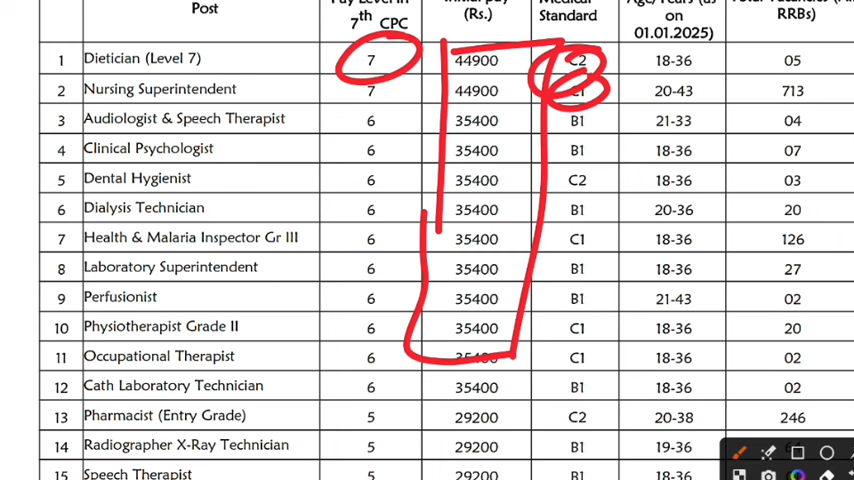 Post Pay Level in 7th CPC Initial pay (Rs.) Medical Standard Age/Years (as on 01.01.2025) Total Vacancies RRBs)
1 Dietician (Level 7) 7 44900 C2 18-36 05
2 Nursing Superintendent 7 44900 C1 20-43 713
3 Audiologist & Speech Therapist 6 35400 B1 21-33 04
4 Clinical Psychologist 6 35400 B1 18-36 07
5 Dental Hygienist 6 35400 C2 18-36 03
6 Dialysis Technician 6 35400 B1 20-36 20
7 Health & Malaria Inspector Gr III 6 35400 C1 18-36 126
8 Laboratory Superintendent 6 35400 B1 18-36 27
9 Perfusionist 6 35400 B1 21-43 02
10 Physiotherapist Grade II 6 35400 C1 18-36 20
11 Occupational Therapist 6 35400 C1 18-36 02
12 Cath Laboratory Technician 6 35400 B1 18-36 02
13 Pharmacist (Entry Grade) 5 29200 C2 20-38 246
14 Radiographer X-Ray Technician 5 29200 B1 19-36
15 Speech Therapist 5 29200 B1 18-36